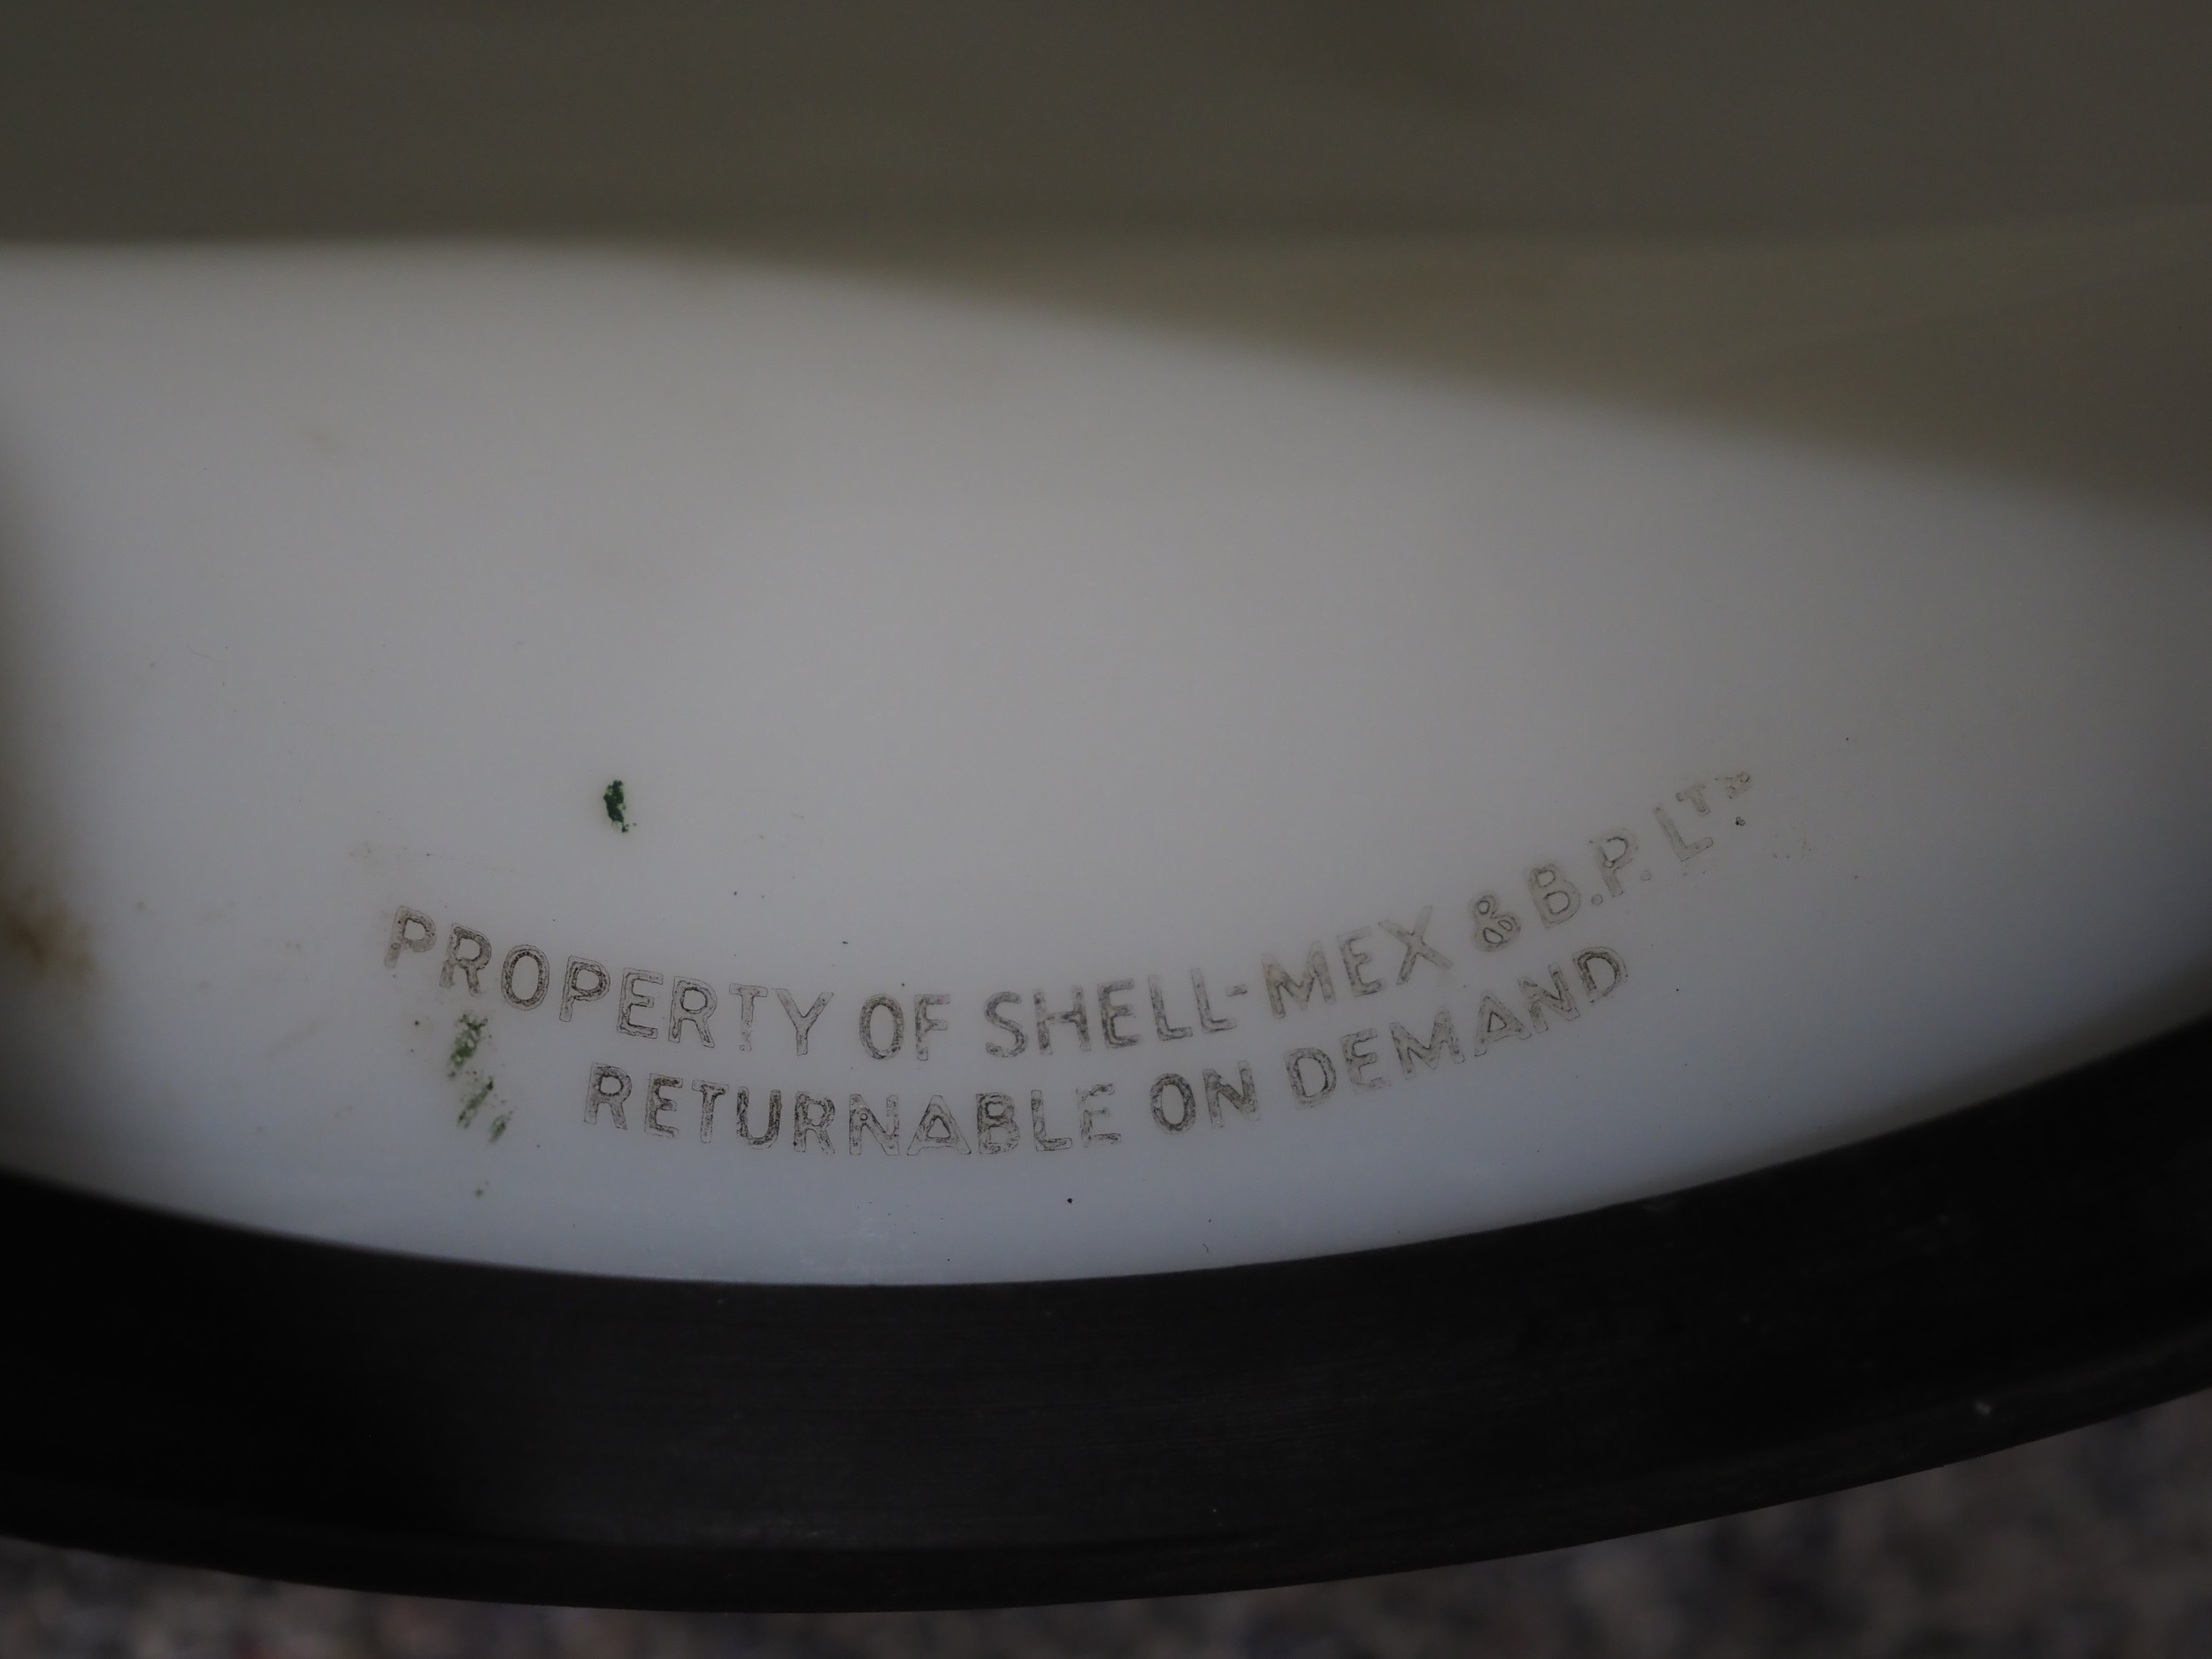 PROPERTY OF SHELL-MEX & B.P. LTD
RETURNABLE ON DEMAND